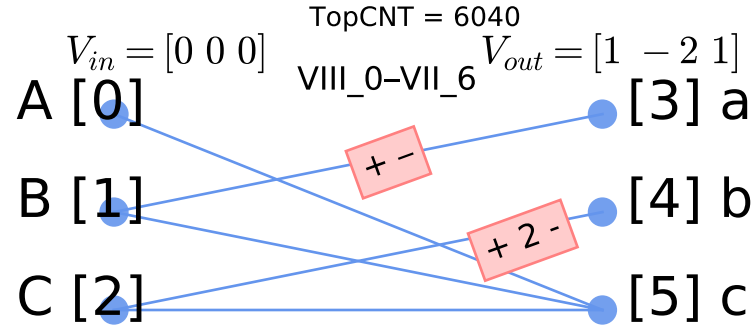 TopCNT = 6040
V_in = [0 0 0]
V_out = [1 −2 1]
VIII_0–VII_6
A [0]
[3] a
+ −
B [1]
[4] b
+ 2 -
C [2]
[5] c